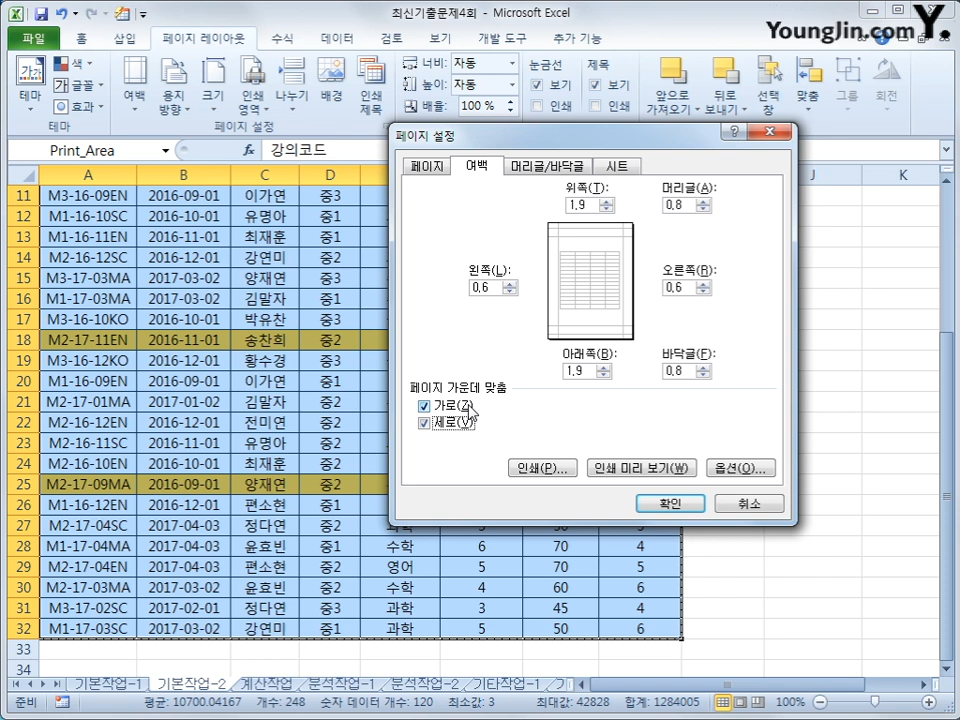 최신기출문제4회 - Microsoft Excel
YoungJin.com Y.
파일 홈 삽입 페이지 레이아웃 수식 데이터 검토 보기 개발 도구 추가 기능
테마 색 글꼴 효과
여백 용지 방향 크기 인쇄 영역 나누기 배경 인쇄 제목
너비: 자동
높이: 자동
배율: 100 %
눈금선 제목
보기 보기
인쇄 인쇄
앞으로 가져오기 뒤로 보내기 선택 창 맞춤 그룹 회전
테마 페이지 설정
Print_Area fx 강의코드
A B C D J K
11 M3-16-09EN 2016-09-01 이가연 중3
12 M1-16-10SC 2016-10-01 유명아 중1
13 M1-16-11EN 2016-11-01 최재훈 중1
14 M2-16-12SC 2016-12-01 강연미 중2
15 M3-17-03MA 2017-03-02 양재연 중3
16 M1-17-03MA 2017-03-02 김말자 중1
17 M3-16-10KO 2016-10-01 박유찬 중3
18 M2-17-11EN 2016-11-01 송찬희 중2
19 M3-16-12KO 2016-12-01 황수경 중3
20 M1-16-09EN 2016-09-01 이가연 중1
21 M2-17-01MA 2017-01-02 김말자 중2
22 M2-16-12EN 2016-12-01 전미연 중2
23 M2-16-11SC 2016-11-01 유명아 중2
24 M2-16-10EN 2016-10-01 최재훈 중2
25 M2-17-09MA 2016-09-01 양재연 중2
26 M1-16-12EN 2016-12-01 편소현 중1
27 M2-17-04SC 2017-04-03 정다연 중2
28 M1-17-04MA 2017-04-03 윤효빈 중1 수학 6 70 4
29 M2-17-04EN 2017-04-03 편소현 중2 영어 5 70 5
30 M2-17-03MA 2017-03-02 윤효빈 중2 수학 4 60 6
31 M3-17-02SC 2017-02-01 정다연 중3 과학 3 45 4
32 M1-17-03SC 2017-03-02 강연미 중1 과학 5 50 6
33
34
페이지 설정
페이지 여백 머리글/바닥글 시트
위쪽(T): 머리글(A):
1.9 0.8
왼쪽(L): 오른쪽(R):
0.6 0.6
아래쪽(B): 바닥글(F):
1.9 0.8
페이지 가운데 맞춤
가로(Z)
세로(V)
인쇄(P)... 인쇄 미리 보기(W) 옵션(O)...
확인 취소
기본작업-1 기본작업-2 계산작업 분석작업-1 분석작업-2 기타작업-1
준비 평균: 10700.04167 개수: 248 숫자 데이터 개수: 120 최소값: 3 최대값: 42828 합계: 1284005 100%